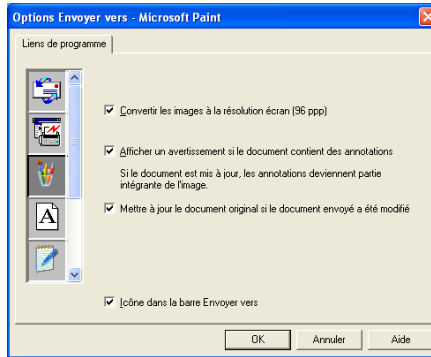 Options Envoyer vers - Microsoft Paint
Liens de programme
Convertir les images à la résolution écran (96 ppp)
Afficher un avertissement si le document contient des annotations
Si le document est mis à jour, les annotations deviennent partie
intégrante de l'image.
Mettre à jour le document original si le document envoyé a été modifié
A
Icône dans la barre Envoyer vers
OK
Annuler
Aide